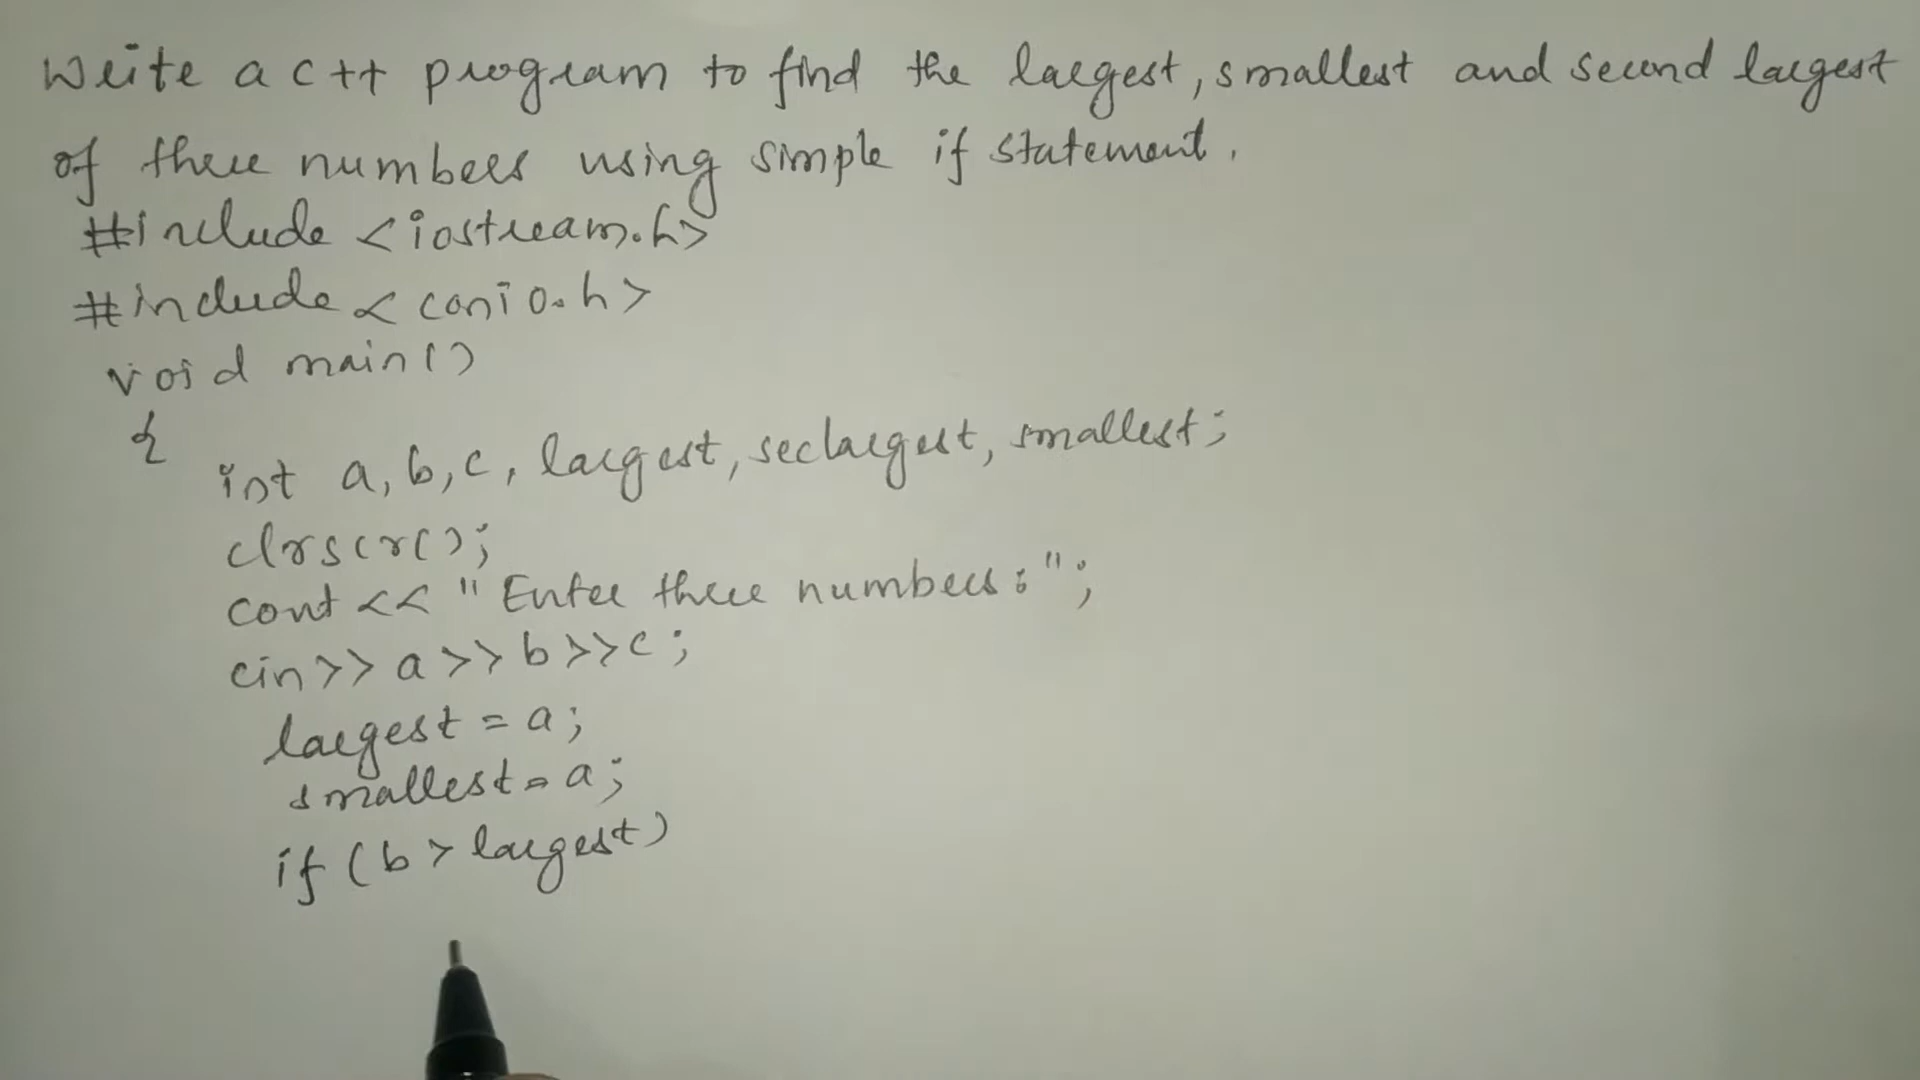 Write a c++ program to find the largest, smallest and second largest
of three numbers using simple if statement.
#include <iostream.h>
#include < conio.h>
void main()
{
int a, b, c, largest, seclargest, smallest;
clrscr();
cout << "Enter three numbers:";
cin>> a >> b >>c;
largest = a;
smallest = a;
if (b > largest)